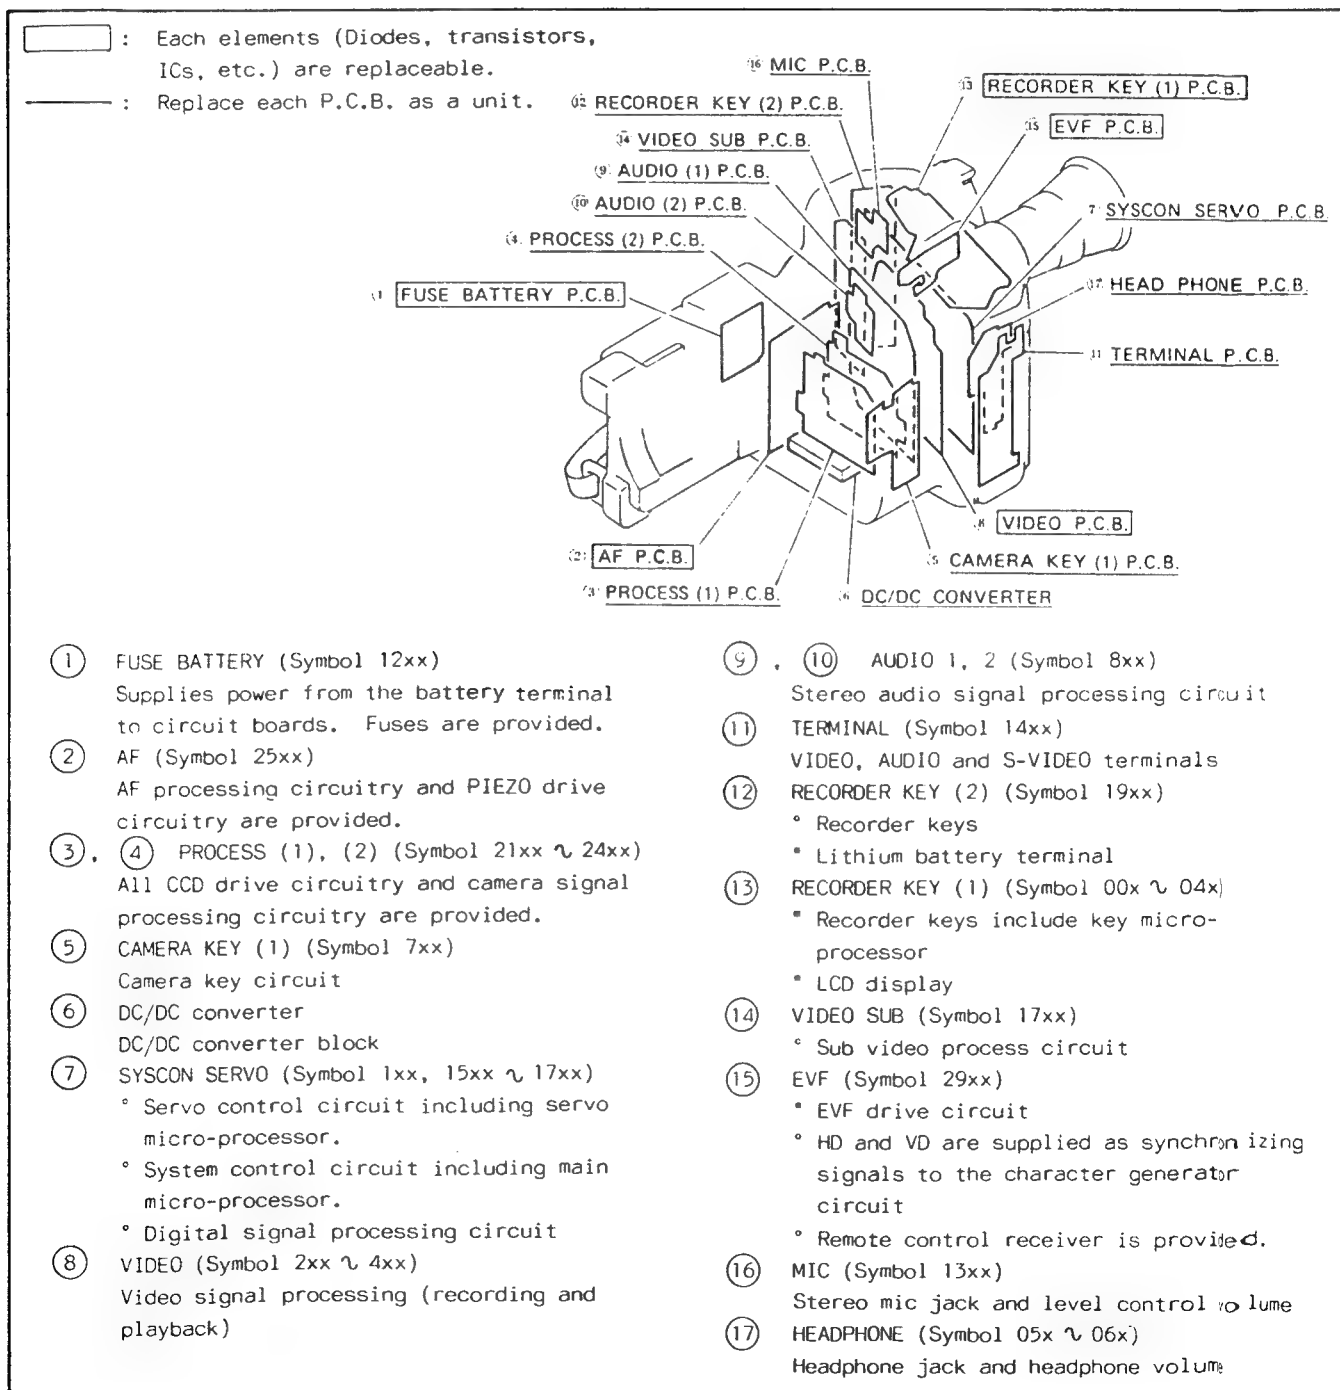 : Each elements (Diodes, transistors,
ICs, etc.) are replaceable.
: Replace each P.C.B. as a unit.
⑯ MIC P.C.B.
⑬ RECORDER KEY (1) P.C.B.
⑫ RECORDER KEY (2) P.C.B.
⑮ EVF P.C.B.
⑭ VIDEO SUB P.C.B.
⑨ AUDIO (1) P.C.B.
⑩ AUDIO (2) P.C.B.
7 SYSCON SERVO P.C.B.
④ PROCESS (2) P.C.B.
⑰ HEAD PHONE P.C.B.
1 FUSE BATTERY P.C.B.
11 TERMINAL P.C.B.
8 VIDEO P.C.B.
② AF P.C.B.
5 CAMERA KEY (1) P.C.B.
③ PROCESS (1) P.C.B.
6 DC/DC CONVERTER
① FUSE BATTERY (Symbol 12xx)
Supplies power from the battery terminal
to circuit boards. Fuses are provided.
② AF (Symbol 25xx)
AF processing circuitry and PIEZO drive
circuitry are provided.
③, ④ PROCESS (1), (2) (Symbol 21xx ~ 24xx)
All CCD drive circuitry and camera signal
processing circuitry are provided.
⑤ CAMERA KEY (1) (Symbol 7xx)
Camera key circuit
⑥ DC/DC converter
DC/DC converter block
⑦ SYSCON SERVO (Symbol 1xx, 15xx ~ 17xx)
° Servo control circuit including servo
micro-processor.
° System control circuit including main
micro-processor.
° Digital signal processing circuit
⑧ VIDEO (Symbol 2xx ~ 4xx)
Video signal processing (recording and
playback)
⑨, ⑩ AUDIO 1, 2 (Symbol 8xx)
Stereo audio signal processing circuit
⑪ TERMINAL (Symbol 14xx)
VIDEO, AUDIO and S-VIDEO terminals
⑫ RECORDER KEY (2) (Symbol 19xx)
° Recorder keys
° Lithium battery terminal
⑬ RECORDER KEY (1) (Symbol 00x ~ 04x)
° Recorder keys include key micro-
processor
° LCD display
⑭ VIDEO SUB (Symbol 17xx)
° Sub video process circuit
⑮ EVF (Symbol 29xx)
° EVF drive circuit
° HD and VD are supplied as synchronizing
signals to the character generator
circuit
° Remote control receiver is provided.
⑯ MIC (Symbol 13xx)
Stereo mic jack and level control volume
⑰ HEADPHONE (Symbol 05x ~ 06x)
Headphone jack and headphone volume